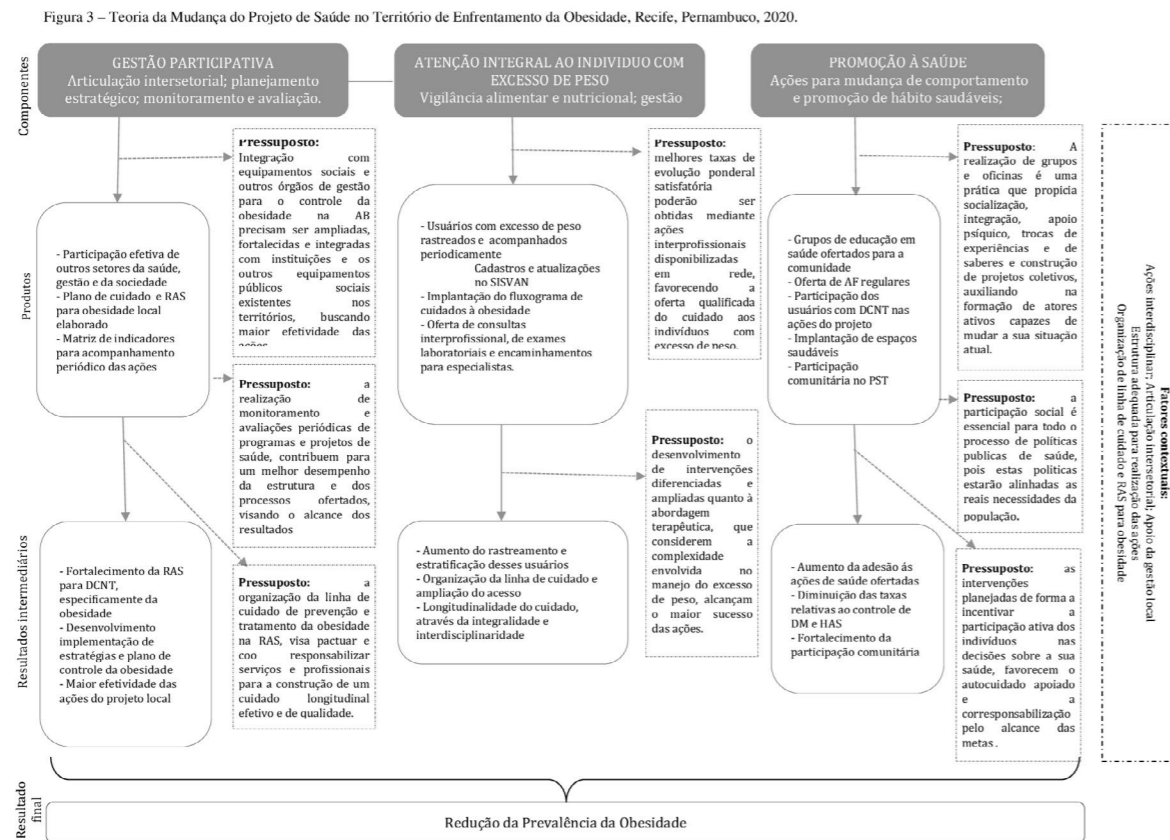 Figura 3 – Teoria da Mudança do Projeto de Saúde no Território de Enfrentamento da Obesidade, Recife, Pernambuco, 2020.
Componentes
GESTÃO PARTICIPATIVA
Articulação intersetorial; planejamento
estratégico; monitoramento e avaliação.
ATENÇÃO INTEGRAL AO INDIVIDUO COM
EXCESSO DE PESO
Vigilância alimentar e nutricional; gestão
PROMOÇÃO À SAÚDE
Ações para mudança de comportamento
e promoção de hábito saudáveis;
Produtos
- Participação efetiva de
outros setores da saúde,
gestão e da sociedade
- Plano de cuidado e RAS
para obesidade local
elaborado
- Matriz de indicadores
para acompanhamento
periódico das ações
Pressuposto:
Integração com
equipamentos sociais e
outros órgãos de gestão
para o controle da
obesidade na AB
precisam ser ampliadas,
fortalecidas e integradas
com instituições e os
outros equipamentos
públicos sociais
existentes nos
territórios, buscando
maior efetividade das
ações
Pressuposto: a
realização de
monitoramento e
avaliações periódicas de
programas e projetos de
saúde, contribuem para
um melhor desempenho
da estrutura e dos
processos ofertados,
visando o alcance dos
resultados
- Usuários com excesso de peso
rastreados e acompanhados
periodicamente
Cadastros e atualizações
no SISVAN
- Implantação do fluxograma de
cuidados à obesidade
- Oferta de consultas
interprofissional, de exames
laboratoriais e encaminhamentos
para especialistas.
Pressuposto:
melhores taxas de
evolução ponderal
satisfatória
poderão ser
obtidas mediante
ações
interprofissionais
disponibilizadas
em rede,
favorecendo a
oferta qualificada
do cuidado aos
indivíduos com
excesso de peso.
- Grupos de educação em
saúde ofertados para a
comunidade
- Oferta de AF regulares
- Participação dos
usuários com DCNT nas
ações do projeto
- Implantação de espaços
saudáveis
- Participação
comunitária no PST
Pressuposto: A
realização de grupos
e oficinas é uma
prática que propicia
socialização,
integração, apoio
psíquico, trocas de
experiências e de
saberes e construção
de projetos coletivos,
auxiliando na
formação de atores
ativos capazes de
mudar a sua situação
atual.
Pressuposto: a
participação social é
essencial para todo o
processo de políticas
publicas de saúde,
pois estas políticas
estarão alinhadas as
reais necessidades da
população.
Resultados intermediários
- Fortalecimento da RAS
para DCNT,
especificamente da
obesidade
- Desenvolvimento
implementação de
estratégias e plano de
controle da obesidade
- Maior efetividade das
ações do projeto local
Pressuposto: a
organização da linha de
cuidado de prevenção e
tratamento da obesidade
na RAS, visa pactuar e
coo responsabilizar
serviços e profissionais
para a construção de um
cuidado longitudinal
efetivo e de qualidade.
- Aumento do rastreamento e
estratificação desses usuários
- Organização da linha de cuidado e
ampliação do acesso
- Longitudinalidade do cuidado,
através da integralidade e
interdisciplinaridade
Pressuposto: o
desenvolvimento
de intervenções
diferenciadas e
ampliadas quanto à
abordagem
terapêutica, que
considerem a
complexidade
envolvida no
manejo do excesso
de peso, alcançam
o maior sucesso
das ações.
- Aumento da adesão ás
ações de saúde ofertadas
- Diminuição das taxas
relativas ao controle de
DM e HAS
- Fortalecimento da
participação comunitária
Pressuposto: as
intervenções
planejadas de forma a
incentivar a
participação ativa dos
indivíduos nas
decisões sobre a sua
saúde, favorecem o
autocuidado apoiado
e a
corresponsabilização
pelo alcance das
metas .
Fatores contextuais:
Ações interdisciplinar; Articulação intersetorial; Apoio da gestão local
Estrutura adequada para realização das ações
Organização de linha de cuidado e RAS para obesidade
Resultado
final
Redução da Prevalência da Obesidade